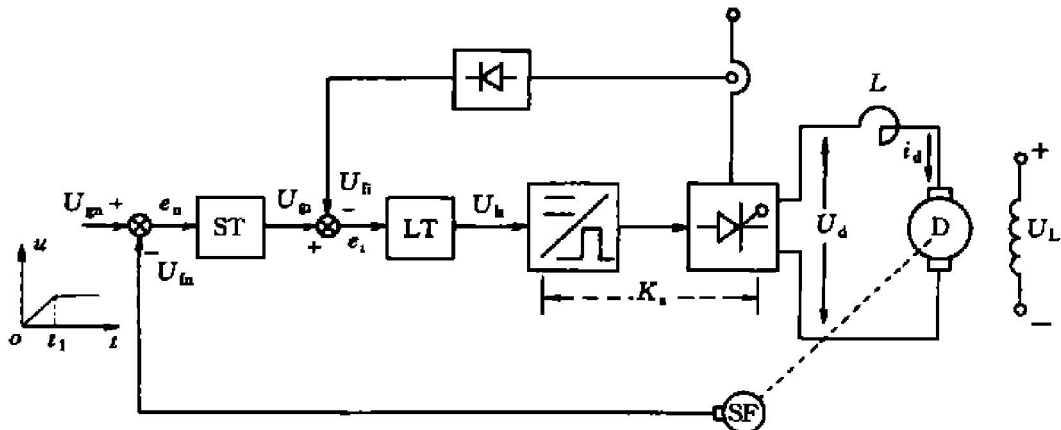 L
i_d
U_gn +
e_n
ST
U_gi
U_fi
−
+
e_i
LT
U_k
U_d
D
+
U_L
−
−
U_fn
u
o
t_1
t
K_s
SF